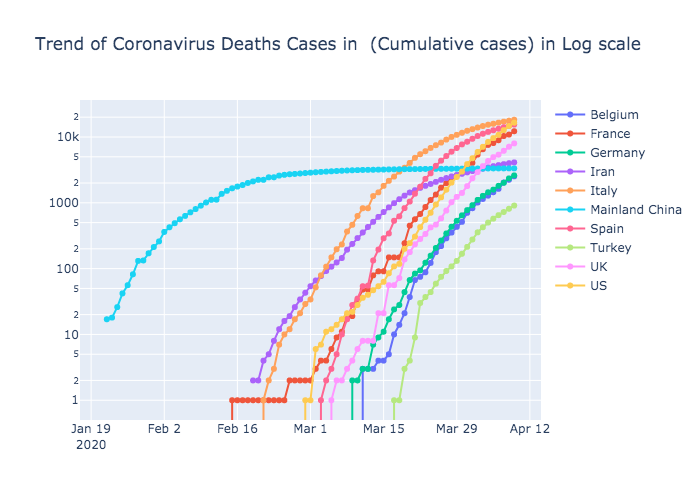 Trend of Coronavirus Deaths Cases in  (Cumulative cases) in Log scale
2
10k
5
2
1000
5
2
100
5
2
10
5
2
1
Jan 19
2020
Feb 2
Feb 16
Mar 1
Mar 15
Mar 29
Apr 12
Belgium
France
Germany
Iran
Italy
Mainland China
Spain
Turkey
UK
US